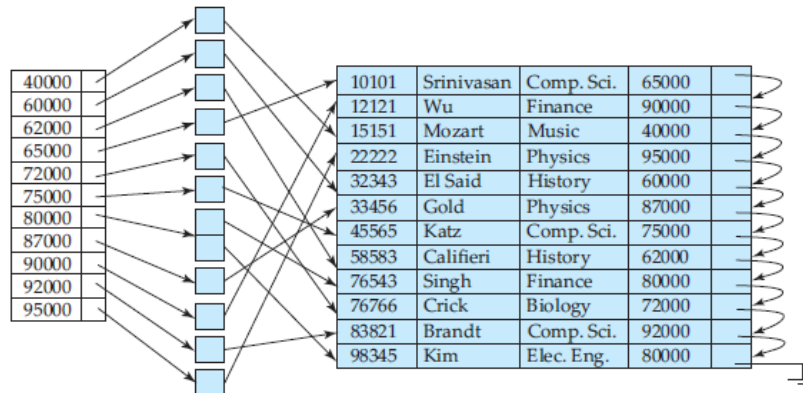 40000
60000
62000
65000
72000
75000
80000
87000
90000
92000
95000
10101 Srinivasan Comp. Sci. 65000
12121 Wu Finance 90000
15151 Mozart Music 40000
22222 Einstein Physics 95000
32343 El Said History 60000
33456 Gold Physics 87000
45565 Katz Comp. Sci. 75000
58583 Califieri History 62000
76543 Singh Finance 80000
76766 Crick Biology 72000
83821 Brandt Comp. Sci. 92000
98345 Kim Elec. Eng. 80000